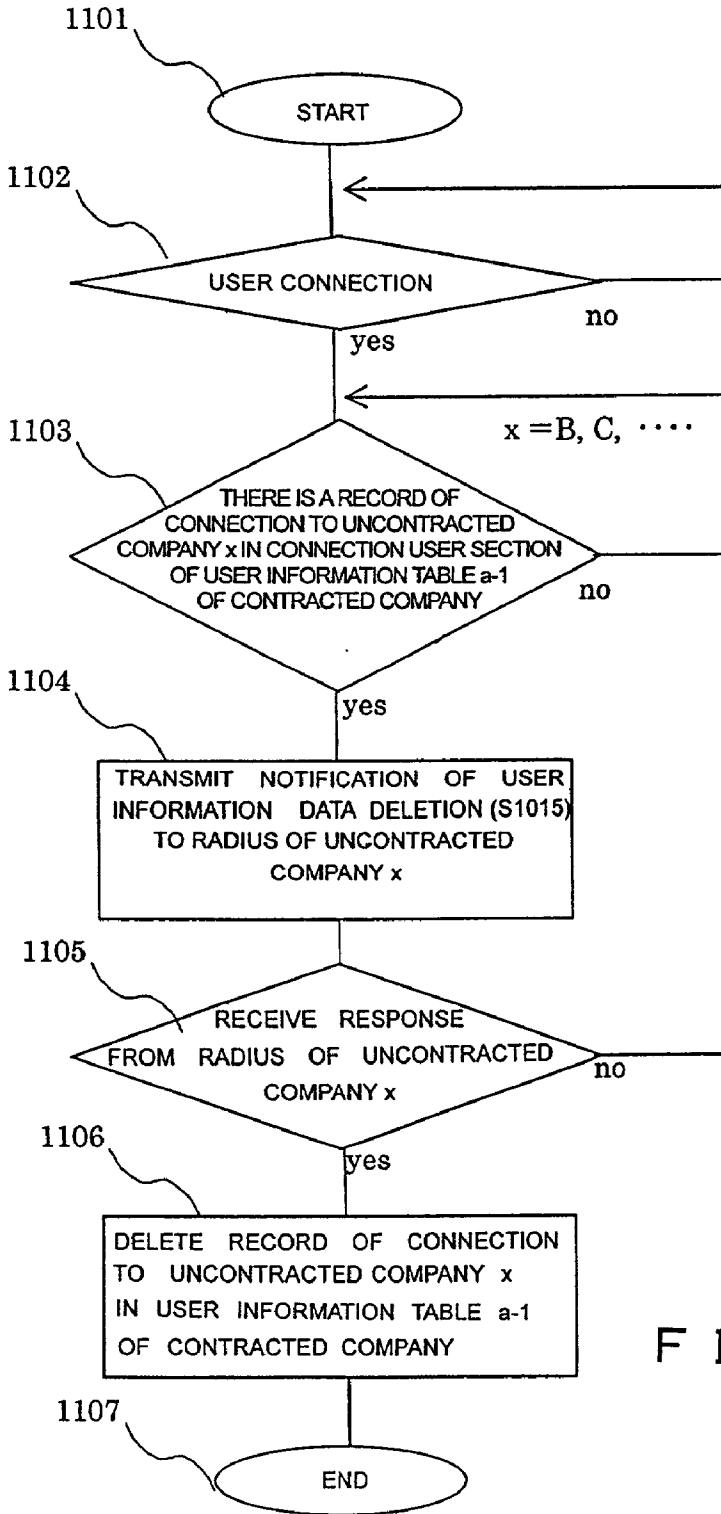 1101
START
1102
USER CONNECTION
no
yes
1103
x = B, C, ····
THERE IS A RECORD OF
CONNECTION TO UNCONTRACTED
COMPANY x IN CONNECTION USER SECTION
OF USER INFORMATION TABLE a-1
OF CONTRACTED COMPANY
no
yes
1104
TRANSMIT NOTIFICATION OF USER
INFORMATION DATA DELETION (S1015)
TO RADIUS OF UNCONTRACTED
COMPANY x
1105
RECEIVE RESPONSE
FROM RADIUS OF UNCONTRACTED
COMPANY x
no
yes
1106
DELETE RECORD OF CONNECTION
TO UNCONTRACTED COMPANY x
IN USER INFORMATION TABLE a-1
OF CONTRACTED COMPANY
F
1107
END